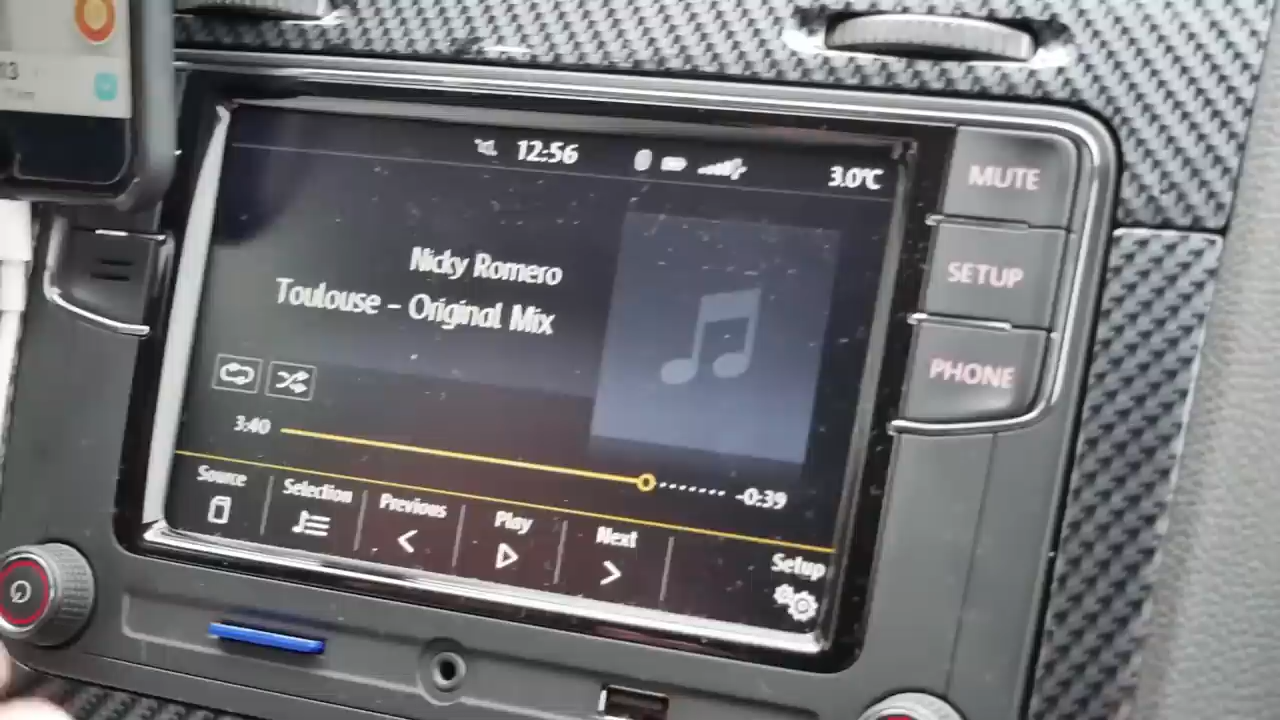 13
12:56
3.0°C
MUTE
SETUP
PHONE
Nicky Romero
Toulouse – Original Mix
3:40
-0:39
Source
Selection
Previous
Play
Next
Setup